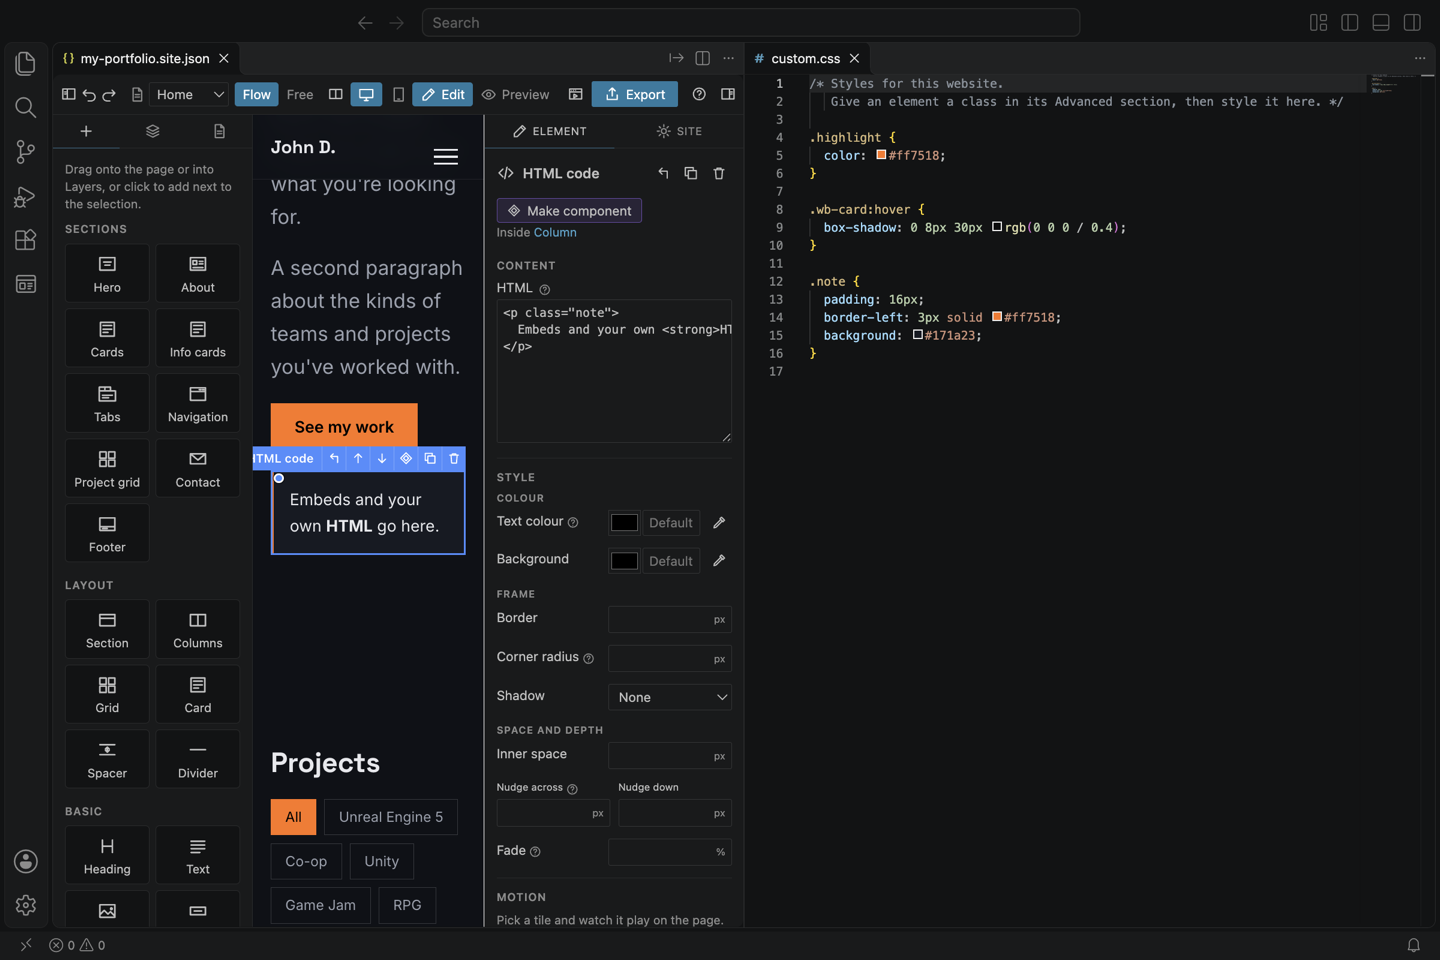 Search
{} my-portfolio.site.json
# custom.css
Home
Flow
Free
Edit
Preview
Export
Drag onto the page or into
Layers, or click to add next to
the selection.
SECTIONS
Hero
About
Cards
Info cards
Tabs
Navigation
Project grid
Contact
Footer
LAYOUT
Section
Columns
Grid
Card
Spacer
Divider
BASIC
Heading
Text
John D.
what you're looking
for.
A second paragraph
about the kinds of
teams and projects
you've worked with.
See my work
HTML code
Embeds and your
own HTML go here.
Projects
All
Unreal Engine 5
Co-op
Unity
Game Jam
RPG
ELEMENT
SITE
HTML code
Make component
Inside Column
CONTENT
HTML
<p class="note">
Embeds and your own <strong>HT
</p>
STYLE
COLOUR
Text colour
Default
Background
Default
FRAME
Border
px
Corner radius
px
Shadow
None
SPACE AND DEPTH
Inner space
px
Nudge across
Nudge down
px
px
Fade
%
MOTION
Pick a tile and watch it play on the page.
1 /* Styles for this website.
2 Give an element a class in its Advanced section, then style it here. */
3
4 .highlight {
5 color: #ff7518;
6 }
7
8 .wb-card:hover {
9 box-shadow: 0 8px 30px rgb(0 0 0 / 0.4);
10 }
11
12 .note {
13 padding: 16px;
14 border-left: 3px solid #ff7518;
15 background: #171a23;
16 }
17
0
0